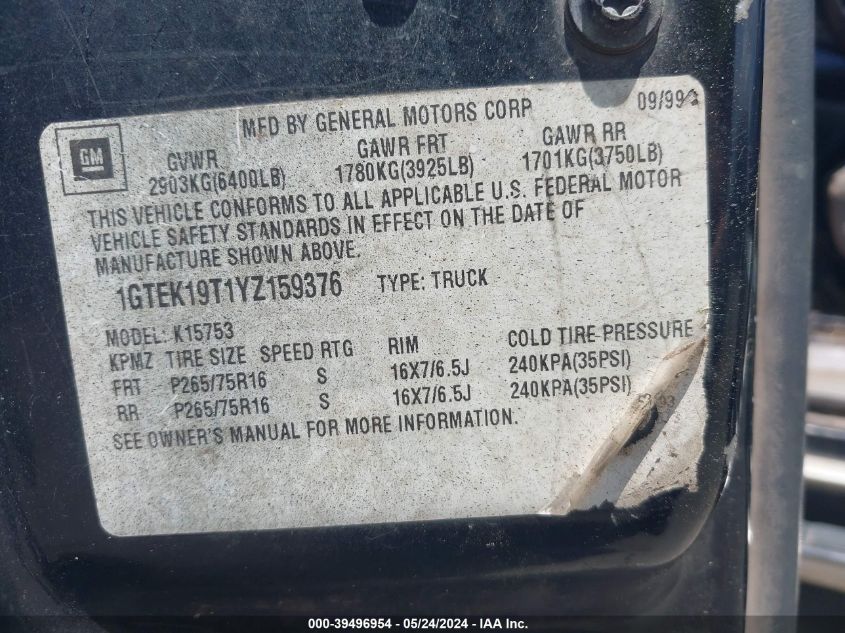 MFD BY GENERAL MOTORS CORP 09/99
GM GVWR GAWR FRT GAWR RR
2903KG(6400LB) 1780KG(3925LB) 1701KG(3750LB)
THIS VEHICLE CONFORMS TO ALL APPLICABLE U.S. FEDERAL MOTOR
VEHICLE SAFETY STANDARDS IN EFFECT ON THE DATE OF
MANUFACTURE SHOWN ABOVE.
1GTEK19T1YZ159376 TYPE: TRUCK
MODEL: K15753
KPMZ TIRE SIZE SPEED RTG RIM COLD TIRE PRESSURE
FRT P265/75R16 S 16X7/6.5J 240KPA(35PSI)
RR P265/75R16 S 16X7/6.5J 240KPA(35PSI)
SEE OWNER'S MANUAL FOR MORE INFORMATION.
000-39496954 / 05/24/2024 - IAA Inc.